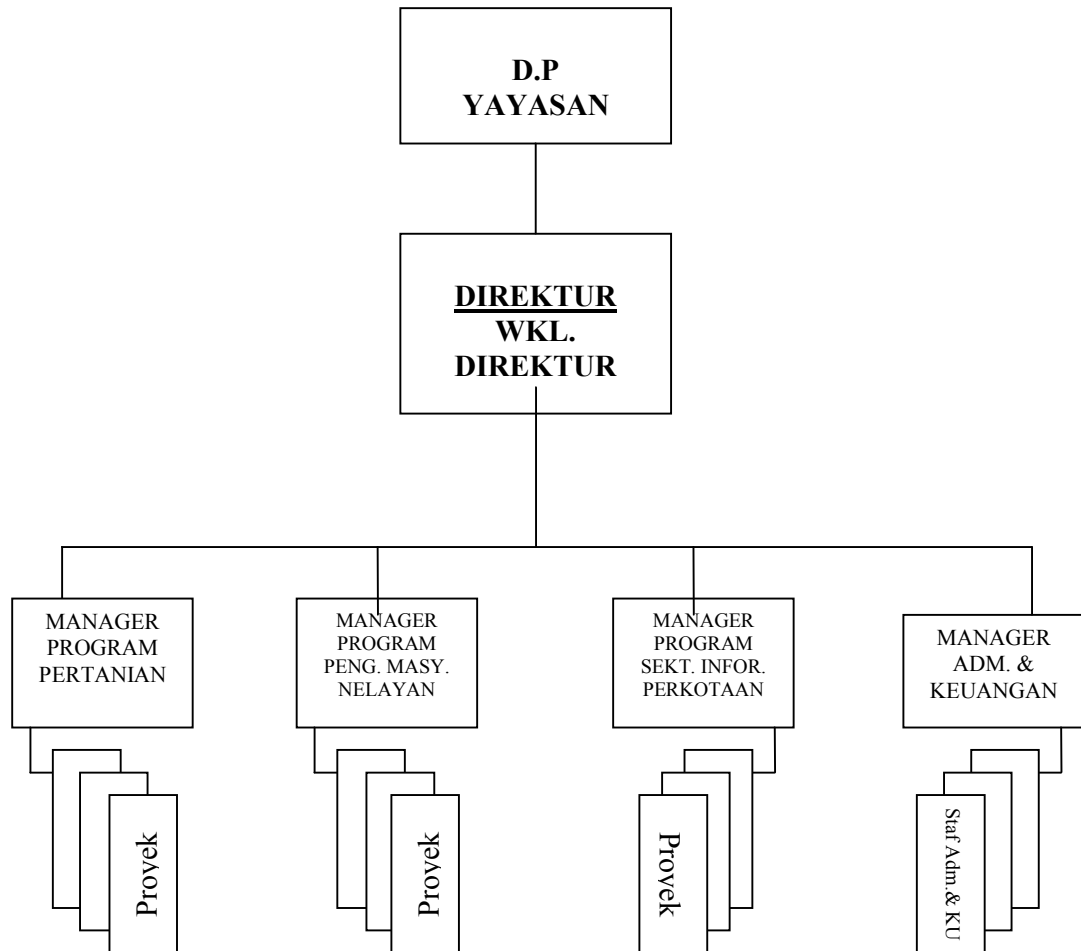 D.P
YAYASAN
DIREKTUR
WKL.
DIREKTUR
MANAGER
PROGRAM
PERTANIAN
MANAGER
PROGRAM
PENG. MASY.
NELAYAN
MANAGER
PROGRAM
SEKT. INFOR.
PERKOTAAN
MANAGER
ADM. &
KEUANGAN
Proyek
Proyek
Proyek
Staf Adm.& KU